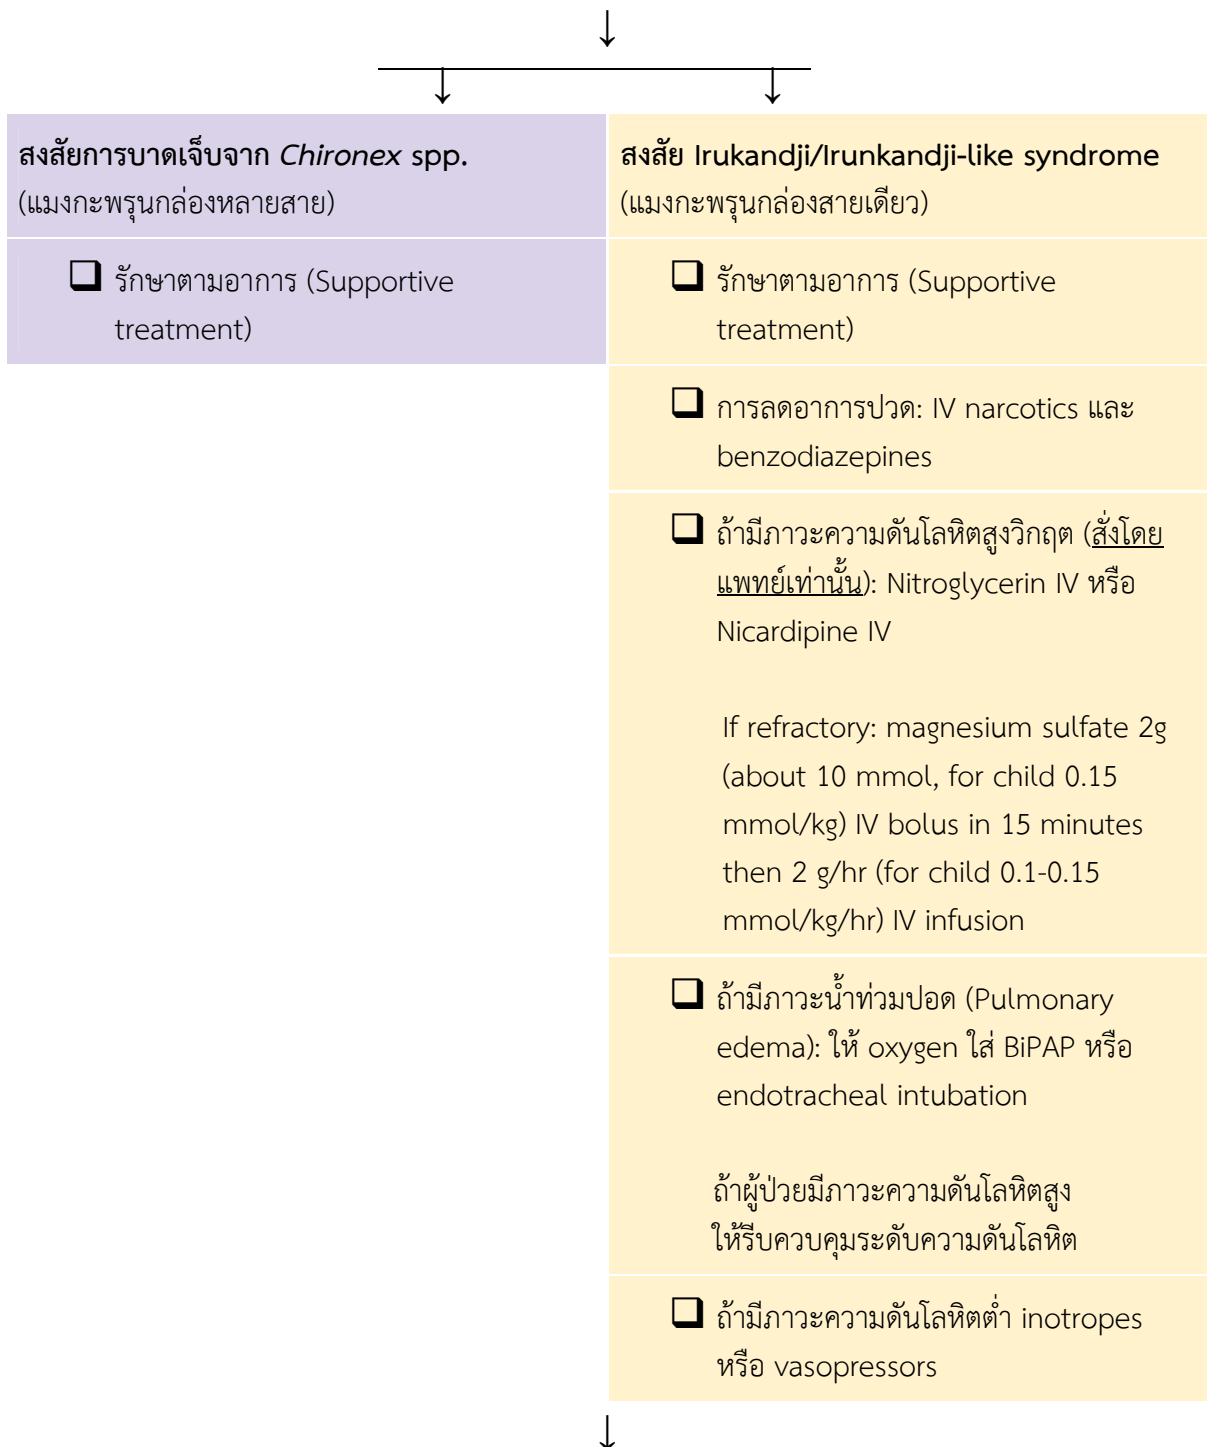 สงสัยการบาดเจ็บจาก Chironex spp.
(แมงกะพรุนกล่องหลายสาย)
รักษาตามอาการ (Supportive
treatment)
สงสัย Irukandji/Irunkandji-like syndrome
(แมงกะพรุนกล่องสายเดียว)
รักษาตามอาการ (Supportive
treatment)
การลดอาการปวด: IV narcotics และ
benzodiazepines
ถ้ามีภาวะความดันโลหิตสูงวิกฤต (สั่งโดย
แพทย์เท่านั้น): Nitroglycerin IV หรือ
Nicardipine IV
If refractory: magnesium sulfate 2g
(about 10 mmol, for child 0.15
mmol/kg) IV bolus in 15 minutes
then 2 g/hr (for child 0.1-0.15
mmol/kg/hr) IV infusion
ถ้ามีภาวะน้ำท่วมปอด (Pulmonary
edema): ให้ oxygen ใส่ BiPAP หรือ
endotracheal intubation
ถ้าผู้ป่วยมีภาวะความดันโลหิตสูง
ให้รีบควบคุมระดับความดันโลหิต
ถ้ามีภาวะความดันโลหิตต่ำ inotropes
หรือ vasopressors